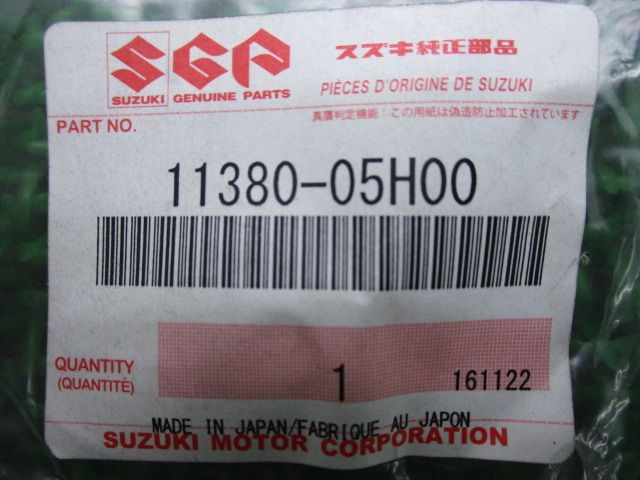 SGP
スズキ純正部品
SUZUKI GENUINE PARTS
PIÈCES D'ORIGINE DE SUZUKI
真贋判定機能：この用紙は偽造防止加工されています
PART NO.
11380-05H00
QUANTITY
(QUANTITÉ)
1
161122
MADE IN JAPAN/FABRIQUE AU JAPON
SUZUKI MOTOR CORPORATION